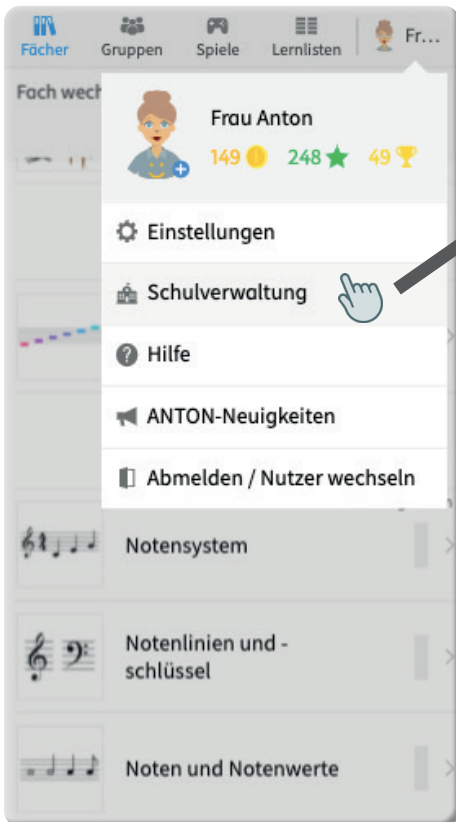 Fächer Gruppen Spiele Lernlisten Fr...
Fach wech
Frau Anton
149 248 49
Einstellungen
Schulverwaltung
Hilfe
ANTON-Neuigkeiten
Abmelden / Nutzer wechseln
Notensystem
Notenlinien und -
schlüssel
Noten und Notenwerte